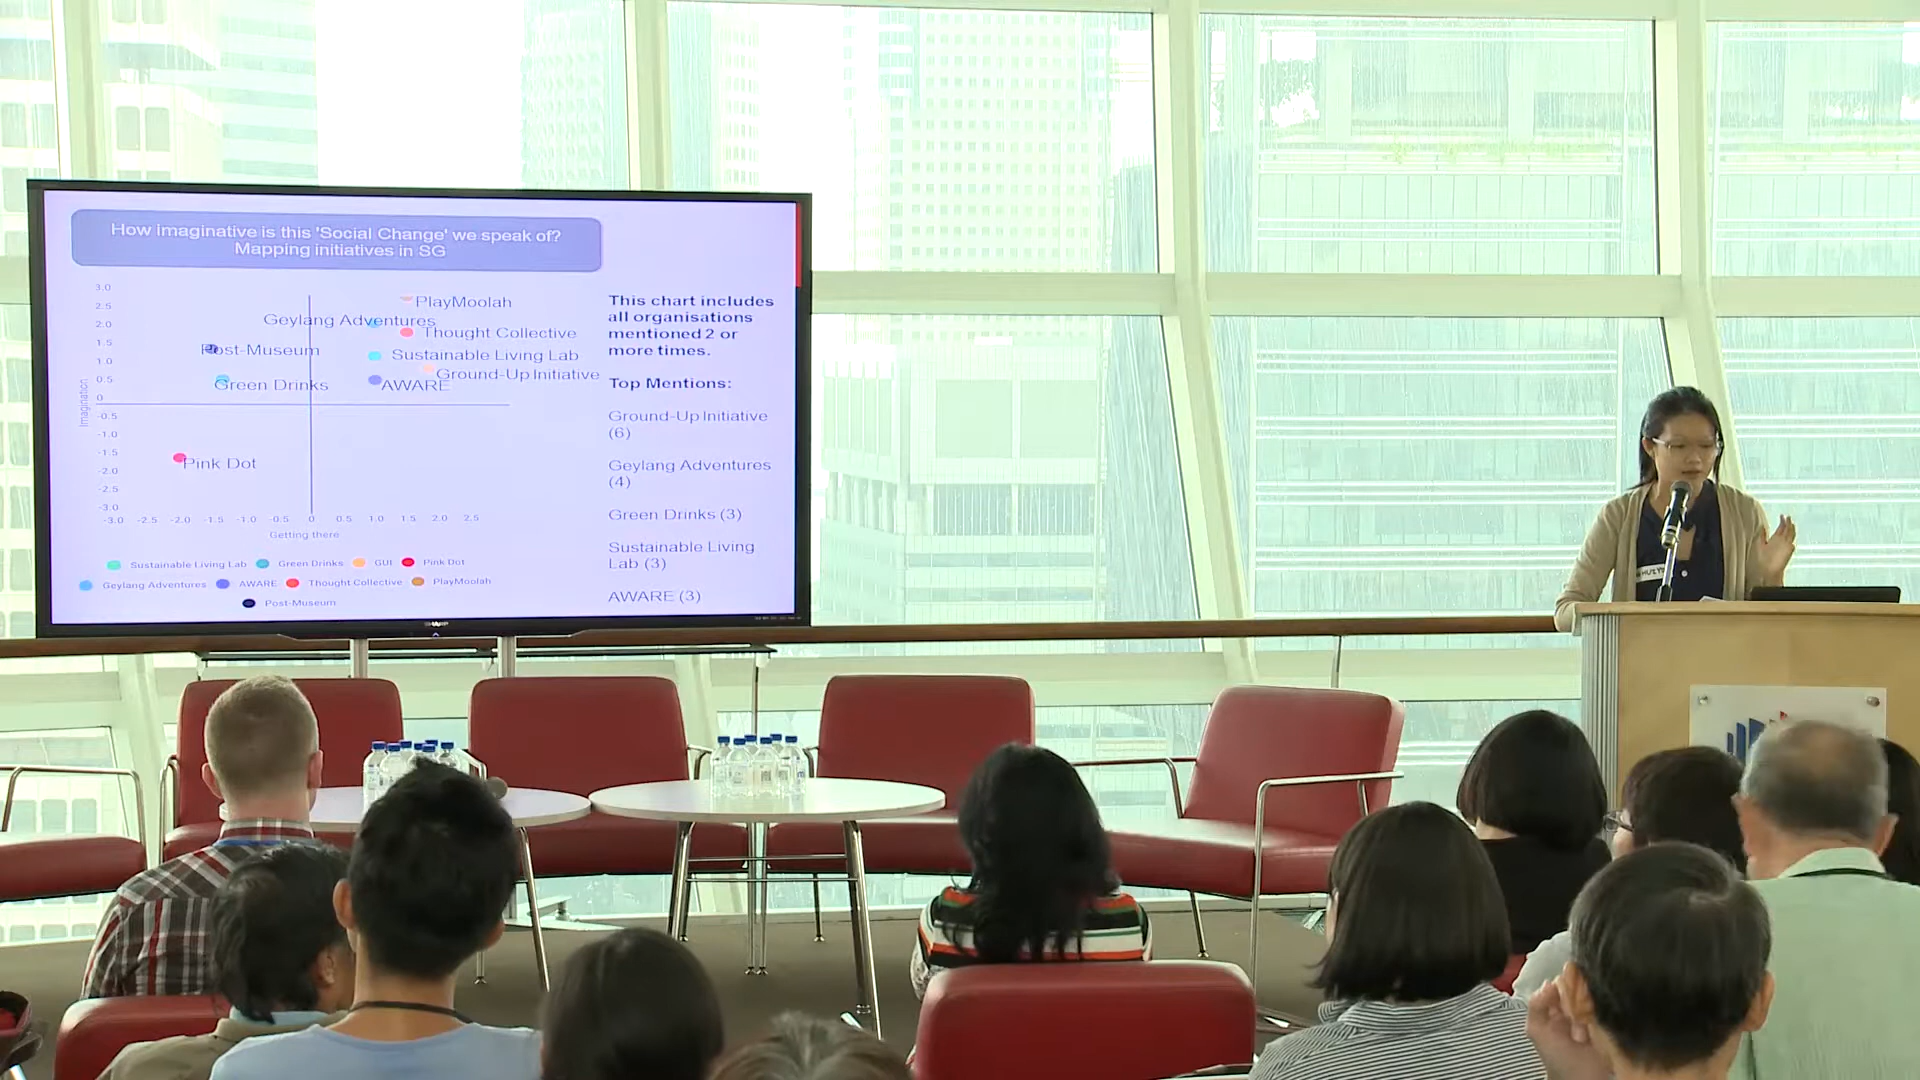 How imaginative is this 'Social Change' we speak of?
Mapping initiatives in SG
3.0
2.5
2.0
1.5
1.0
0.5
0
-0.5
-1.0
-1.5
-2.0
-2.5
-3.0
Imagination
PlayMoolah
Geylang Adventures
Thought Collective
Post-Museum
Sustainable Living Lab
Ground-Up Initiative
Green Drinks
AWARE
Pink Dot
-3.0 -2.5 -2.0 -1.5 -1.0 -0.5 0 0.5 1.0 1.5 2.0 2.5
Getting there
Sustainable Living Lab Green Drinks GUI Pink Dot
Geylang Adventures AWARE Thought Collective PlayMoolah
Post-Museum
This chart includes
all organisations
mentioned 2 or
more times.
Top Mentions:
Ground-Up Initiative
(6)
Geylang Adventures
(4)
Green Drinks (3)
Sustainable Living
Lab (3)
AWARE (3)
SHARP